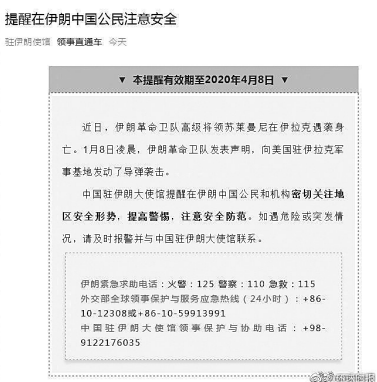 提醒在伊朗中国公民注意安全
驻伊朗使馆 领事直通车 今天
▼ 本提醒有效期至2020年4月8日 ▼
近日，伊朗革命卫队高级将领苏莱曼尼在伊拉克遇袭身
亡。1月8日凌晨，伊朗革命卫队发表声明，向美国驻伊拉克军
事基地发动了导弹袭击。
中国驻伊朗大使馆提醒在伊朗中国公民和机构密切关注地
区安全形势，提高警惕，注意安全防范。如遇危险或突发情
况，请及时报警并与中国驻伊朗大使馆联系。
伊朗紧急求助电话：火警：125 警察：110 急救：115
外交部全球领事保护与服务应急热线（24小时）：+86-
10-12308或+86-10-59913991
中国驻伊朗大使馆领事保护与协助电话：+98-
9122176035